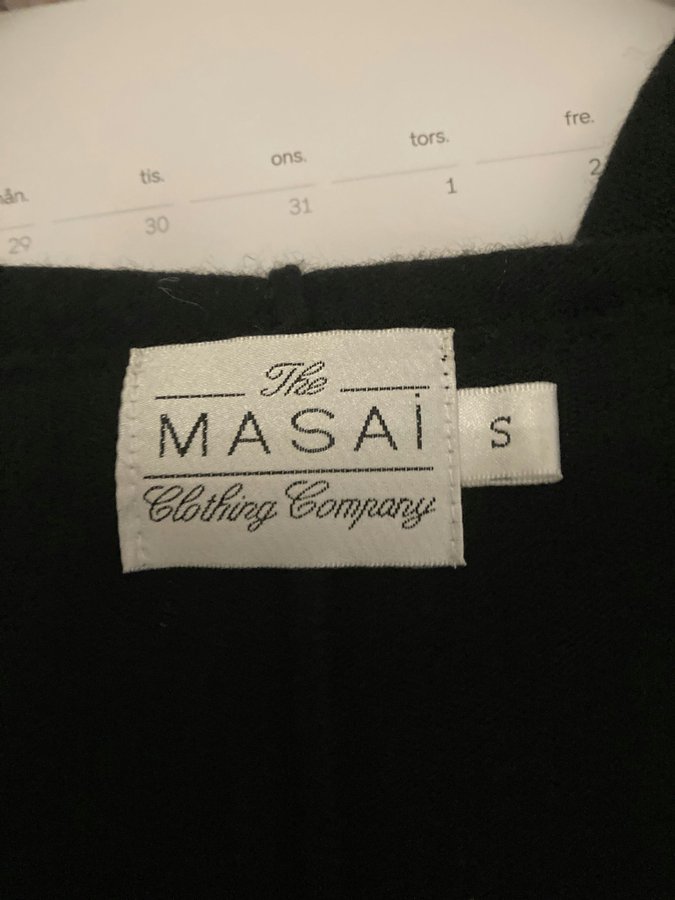 mån. tis. ons. tors. fre.
29 30 31 1 2
The
MASAi
Clothing Company
S